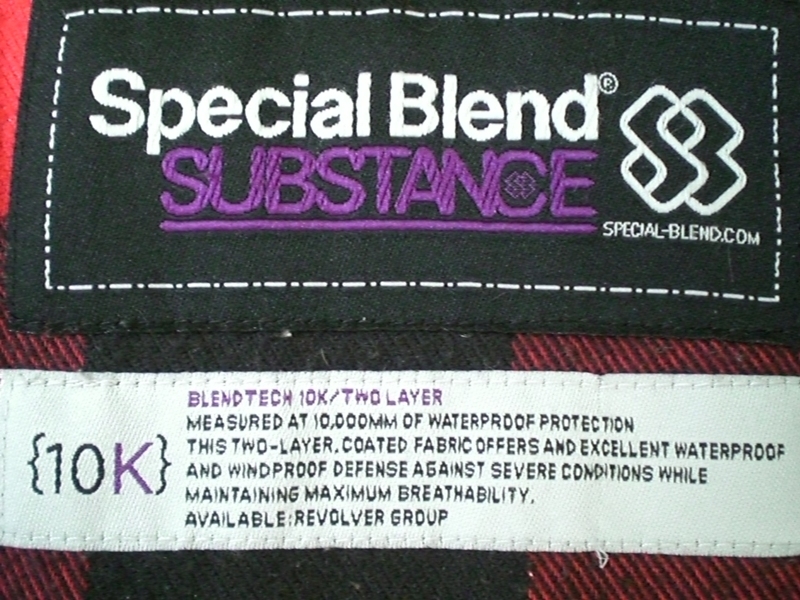 Special Blend®
SUBSTANCE
SPECIAL-BLEND.COM
{10K}
BLENDTECH 10K/TWO LAYER
MEASURED AT 10,000MM OF WATERPROOF PROTECTION
THIS TWO-LAYER, COATED FABRIC OFFERS AND EXCELLENT WATERPROOF
AND WINDPROOF DEFENSE AGAINST SEVERE CONDITIONS WHILE
MAINTAINING MAXIMUM BREATHABILITY.
AVAILABLE:REVOLVER GROUP